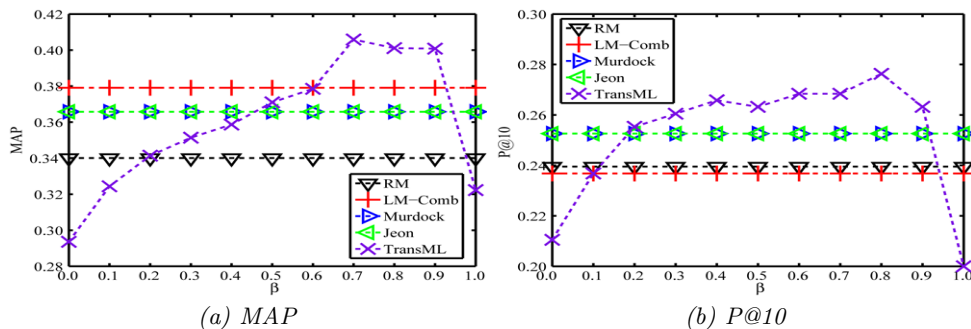 MAP
0.42
0.40
0.38
0.36
0.34
0.32
0.30
0.28
RM
LM−Comb
Murdock
Jeon
TransML
0.0 0.1 0.2 0.3 0.4 0.5 0.6 0.7 0.8 0.9 1.0
β
(a) MAP
P@10
0.30
0.28
0.26
0.24
0.22
0.20
RM
LM−Comb
Murdock
Jeon
TransML
0.0 0.1 0.2 0.3 0.4 0.5 0.6 0.7 0.8 0.9 1.0
β
(b) P@10